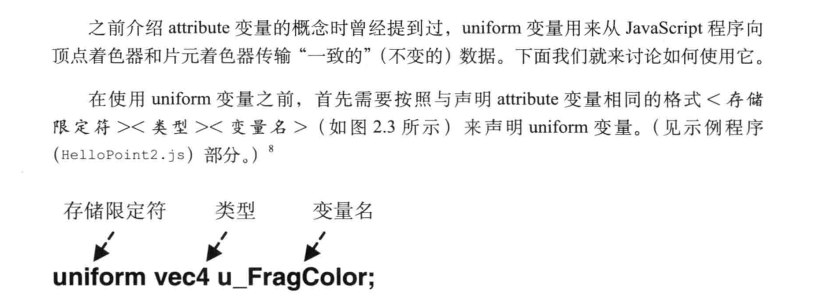 之前介绍 attribute 变量的概念时曾经提到过，uniform 变量用来从 JavaScript 程序向
顶点着色器和片元着色器传输“一致的”（不变的）数据。下面我们就来讨论如何使用它。
在使用 uniform 变量之前，首先需要按照与声明 attribute 变量相同的格式 < 存储
限定符 >< 类型 >< 变量名 >（如图 2.3 所示）来声明 uniform 变量。（见示例程序
（HelloPoint2.js）部分。）8
存储限定符 类型 变量名
uniform vec4 u_FragColor;